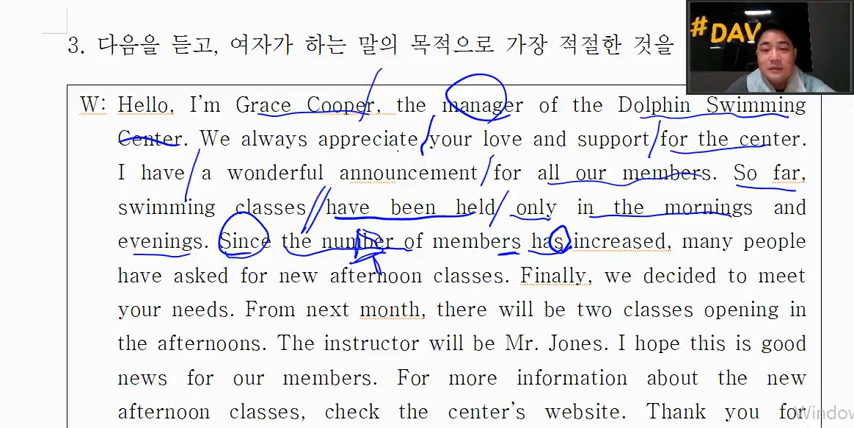 #DAV
3. 다음을 듣고, 여자가 하는 말의 목적으로 가장 적절한 것을
W: Hello, I'm Grace Cooper, the manager of the Dolphin Swimming
Center. We always appreciate your love and support for the center.
I have a wonderful announcement for all our members. So far,
swimming classes have been held only in the mornings and
evenings. Since the number of members has increased, many people
have asked for new afternoon classes. Finally, we decided to meet
your needs. From next month, there will be two classes opening in
the afternoons. The instructor will be Mr. Jones. I hope this is good
news for our members. For more information about the new
afternoon classes, check the center's website. Thank you for
Window